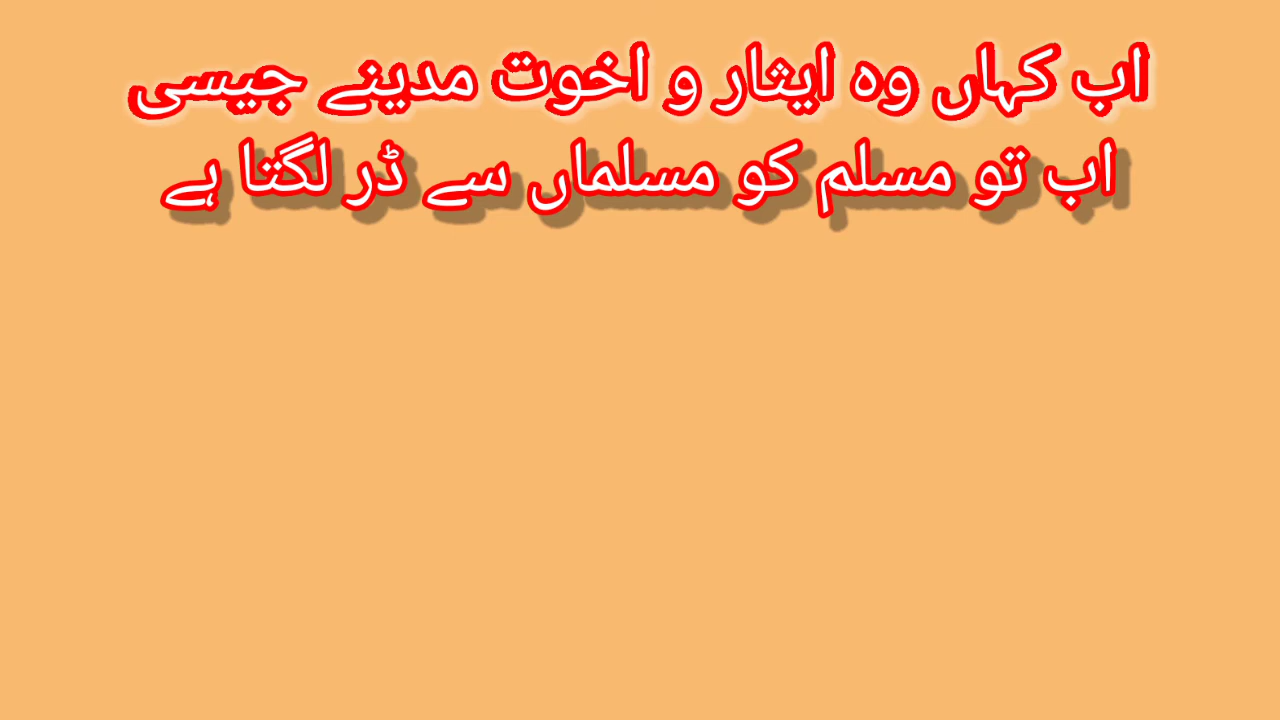 اب کہاں وہ ایثار و اخوت مدینے جیسی
اب تو مسلم کو مسلماں سے ڈر لگتا ہے